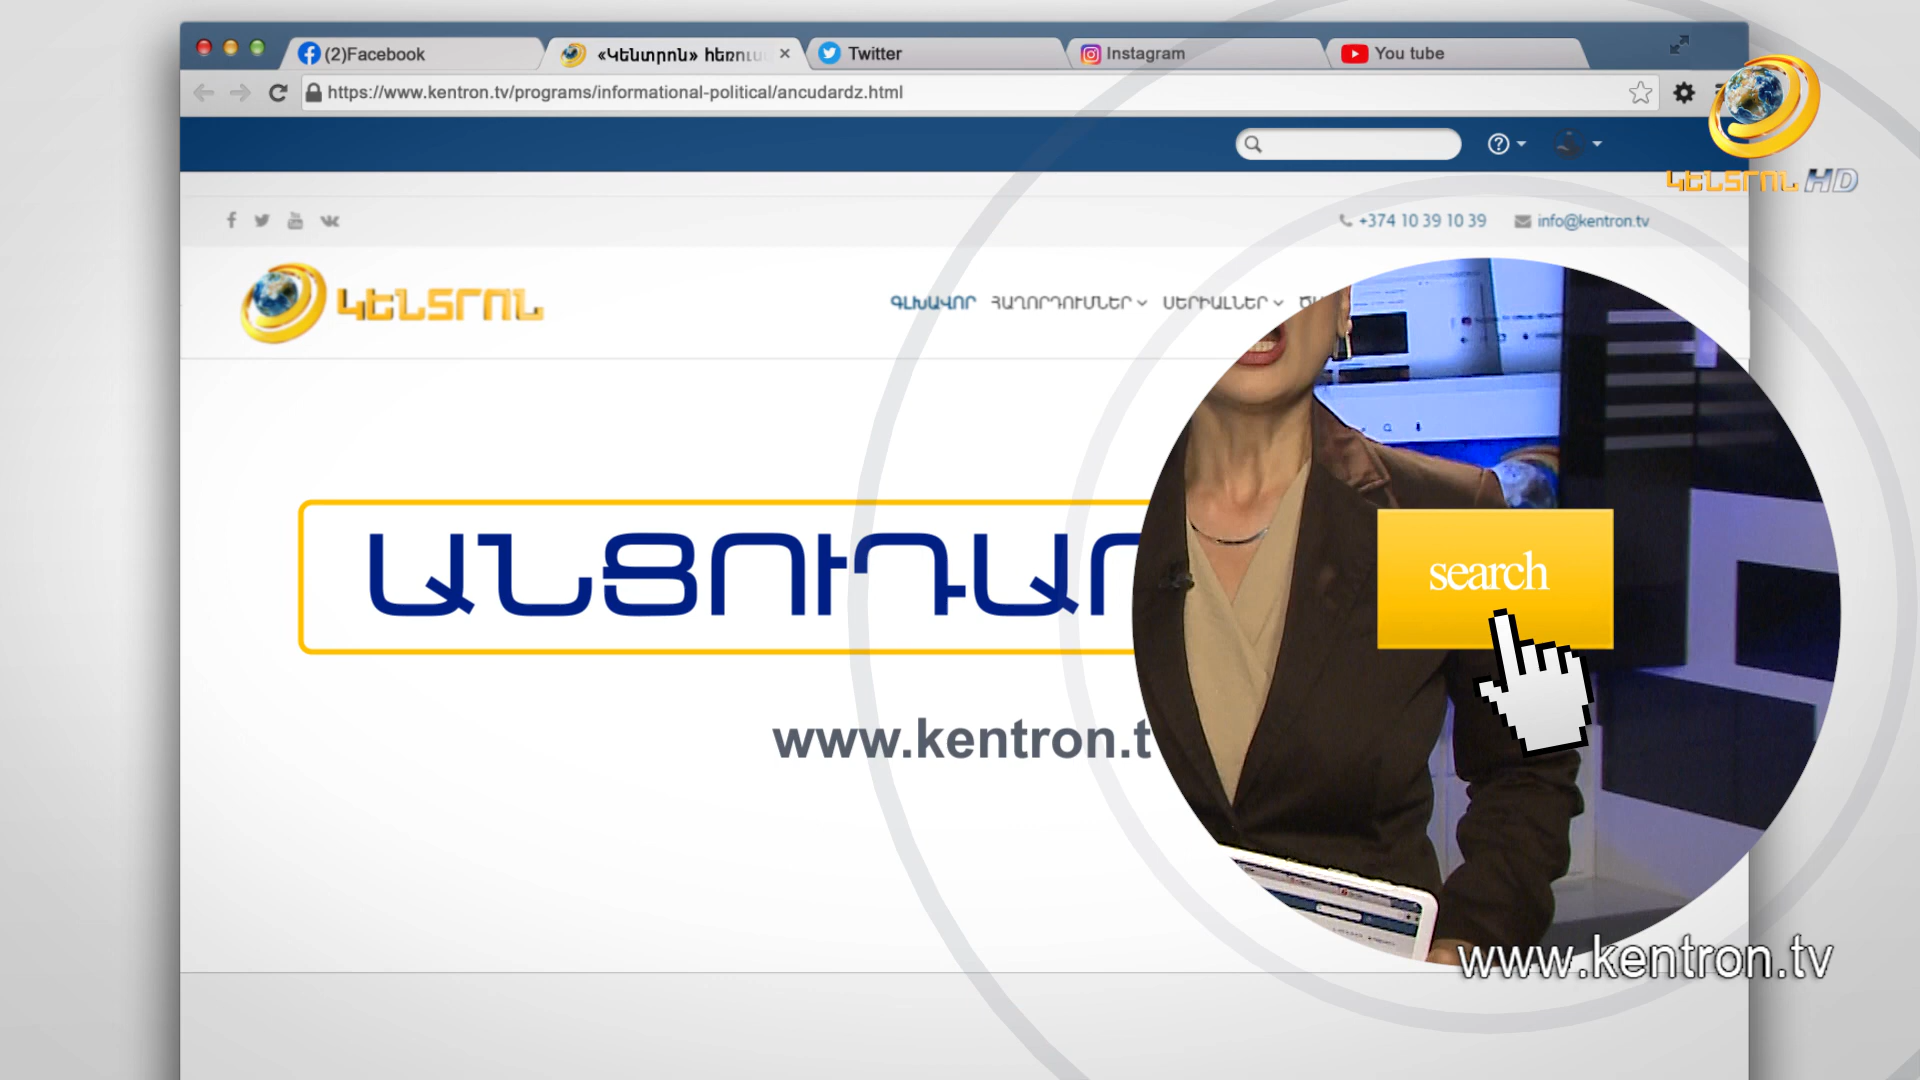 (2)Facebook
«Կենտրոն» հեռուս
Twitter
Instagram
You tube
https://www.kentron.tv/programs/informational-political/ancudardz.html
ԿԵՆՏՐՈՆ HD
+374 10 39 10 39
info@kentron.tv
ԿԵՆՏՐՈՆ
ԳԼԽԱՎՈՐ
ՀԱՂՈՐԴՈՒՄՆԵՐ
ՍԵՐԻԱԼՆԵՐ
ԱՆՑՈՒԴԱՐ
search
www.kentron.t
www.kentron.tv